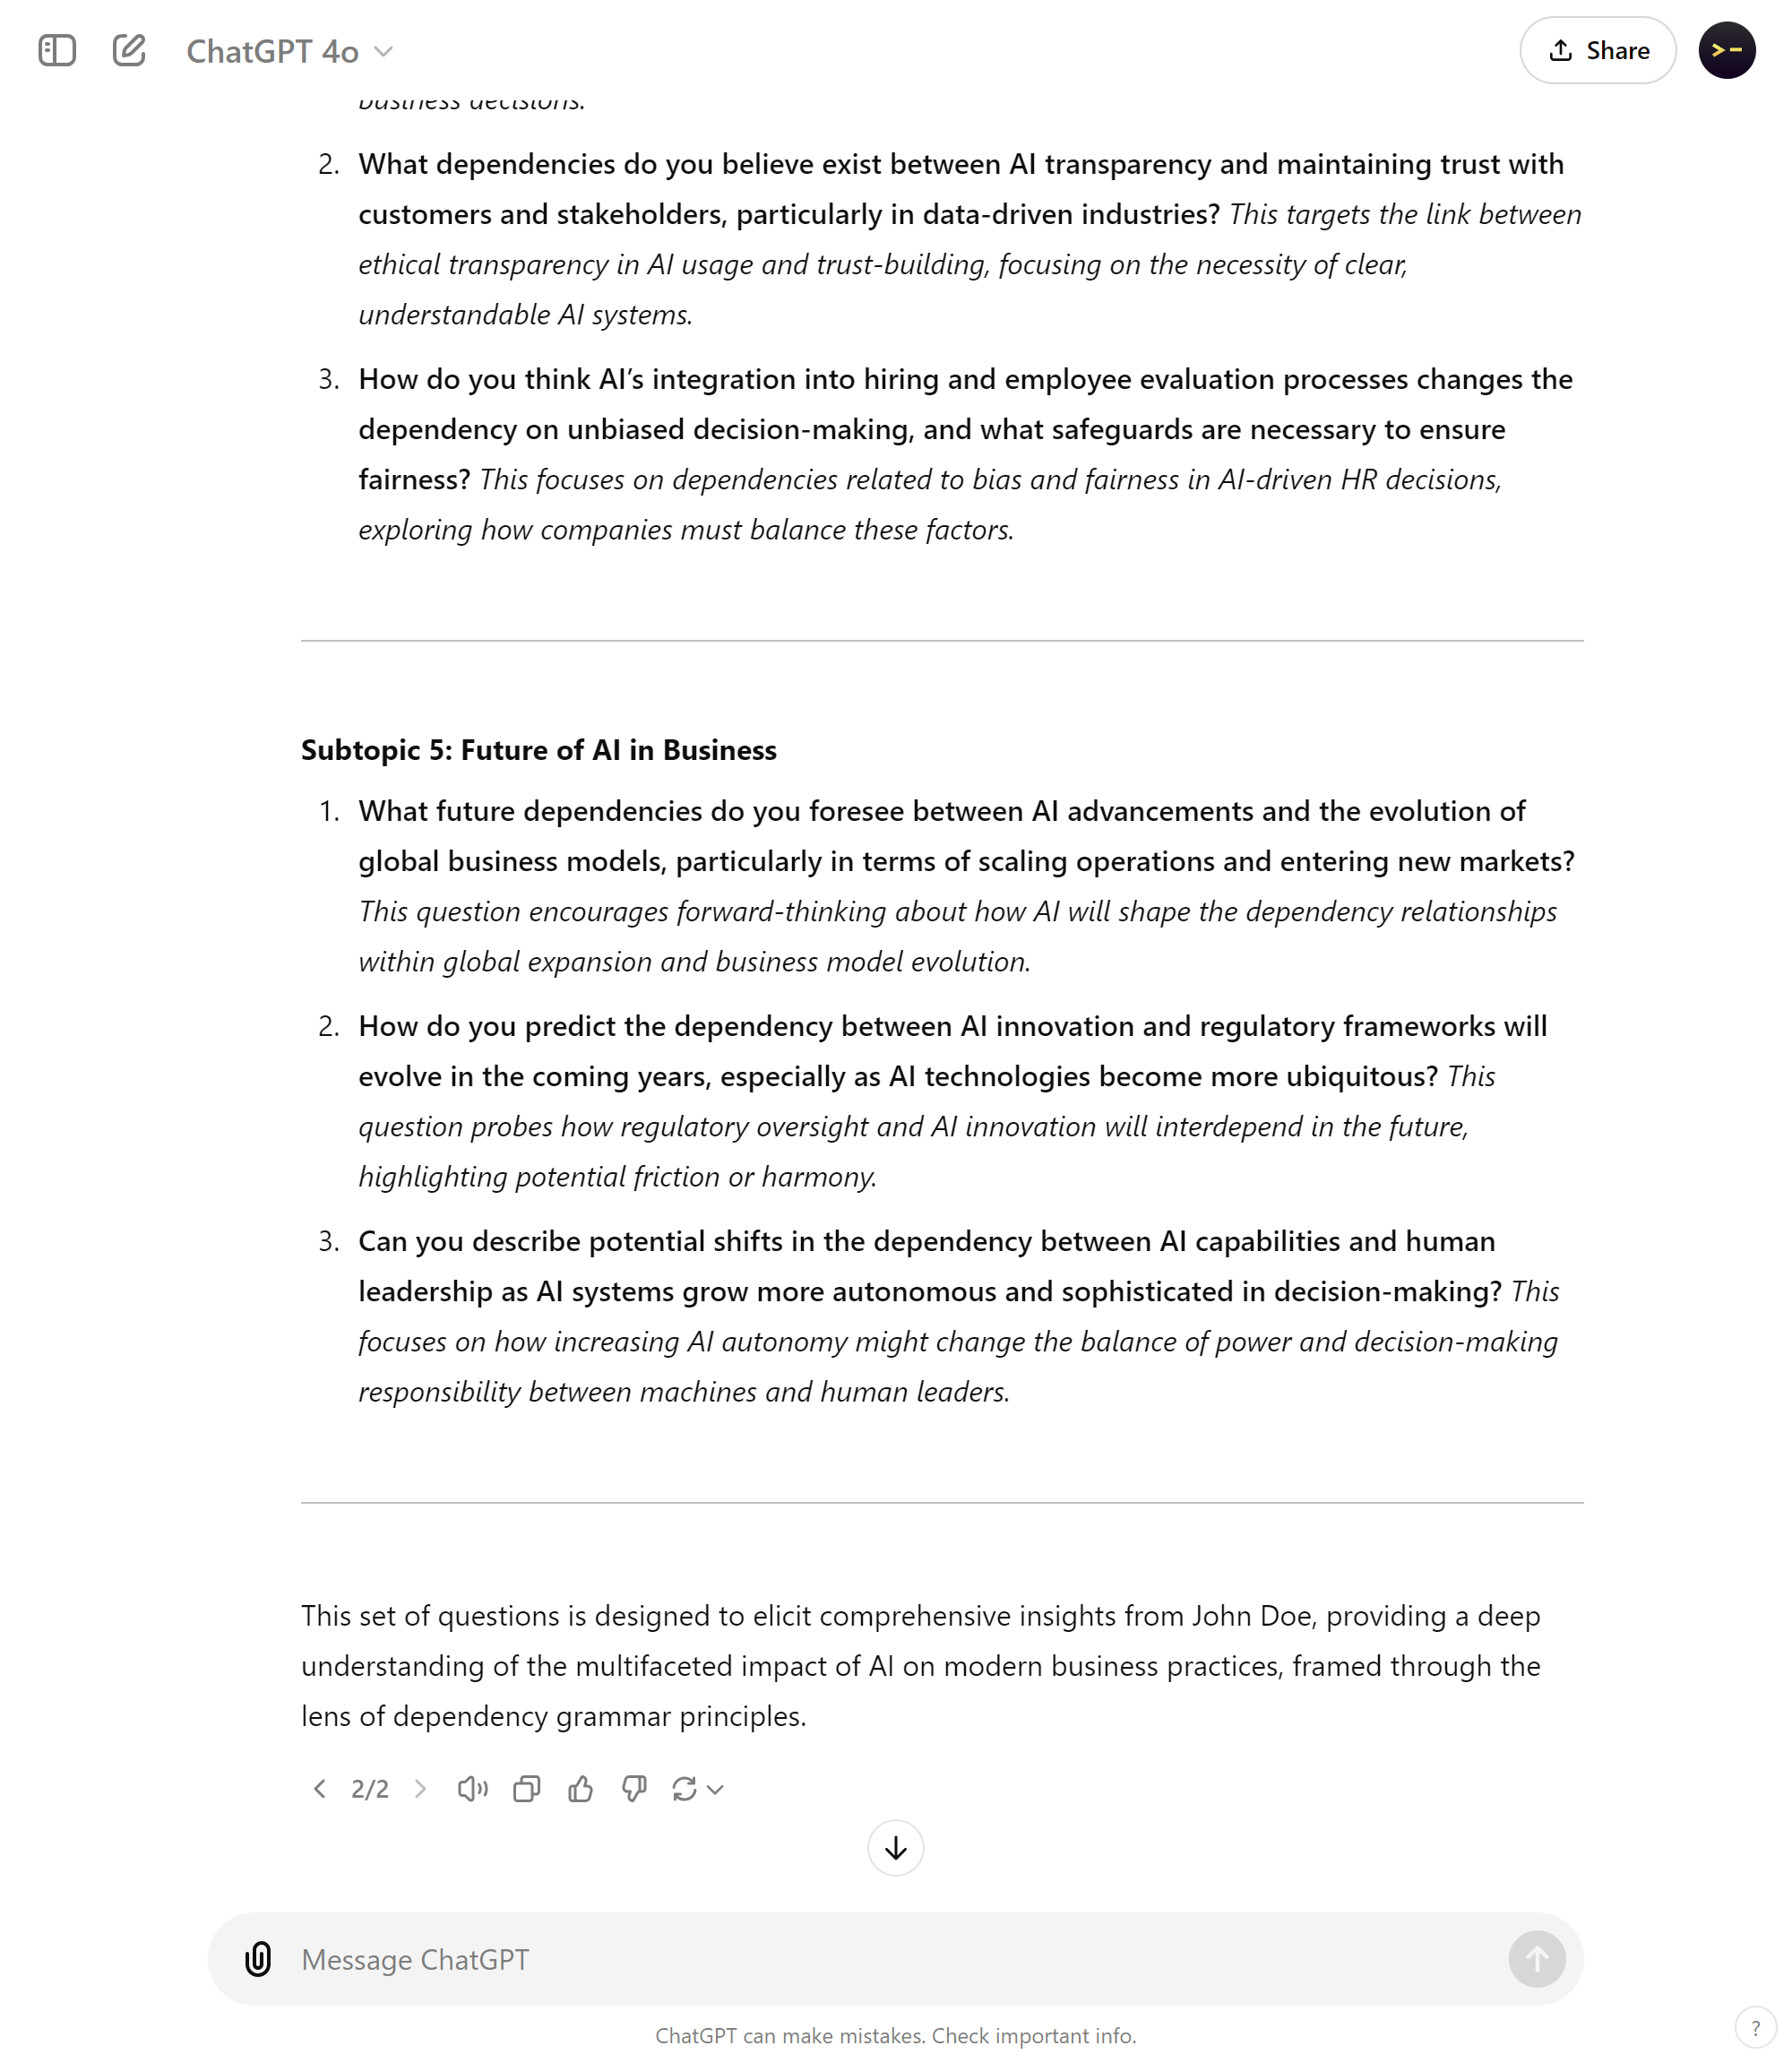 ChatGPT 4o
Share
business decisions.
2. What dependencies do you believe exist between AI transparency and maintaining trust with
customers and stakeholders, particularly in data-driven industries? This targets the link between
ethical transparency in AI usage and trust-building, focusing on the necessity of clear,
understandable AI systems.
3. How do you think AI’s integration into hiring and employee evaluation processes changes the
dependency on unbiased decision-making, and what safeguards are necessary to ensure
fairness? This focuses on dependencies related to bias and fairness in AI-driven HR decisions,
exploring how companies must balance these factors.
Subtopic 5: Future of AI in Business
1. What future dependencies do you foresee between AI advancements and the evolution of
global business models, particularly in terms of scaling operations and entering new markets?
This question encourages forward-thinking about how AI will shape the dependency relationships
within global expansion and business model evolution.
2. How do you predict the dependency between AI innovation and regulatory frameworks will
evolve in the coming years, especially as AI technologies become more ubiquitous? This
question probes how regulatory oversight and AI innovation will interdepend in the future,
highlighting potential friction or harmony.
3. Can you describe potential shifts in the dependency between AI capabilities and human
leadership as AI systems grow more autonomous and sophisticated in decision-making? This
focuses on how increasing AI autonomy might change the balance of power and decision-making
responsibility between machines and human leaders.
This set of questions is designed to elicit comprehensive insights from John Doe, providing a deep
understanding of the multifaceted impact of AI on modern business practices, framed through the
lens of dependency grammar principles.
2/2
Message ChatGPT
ChatGPT can make mistakes. Check important info.
?